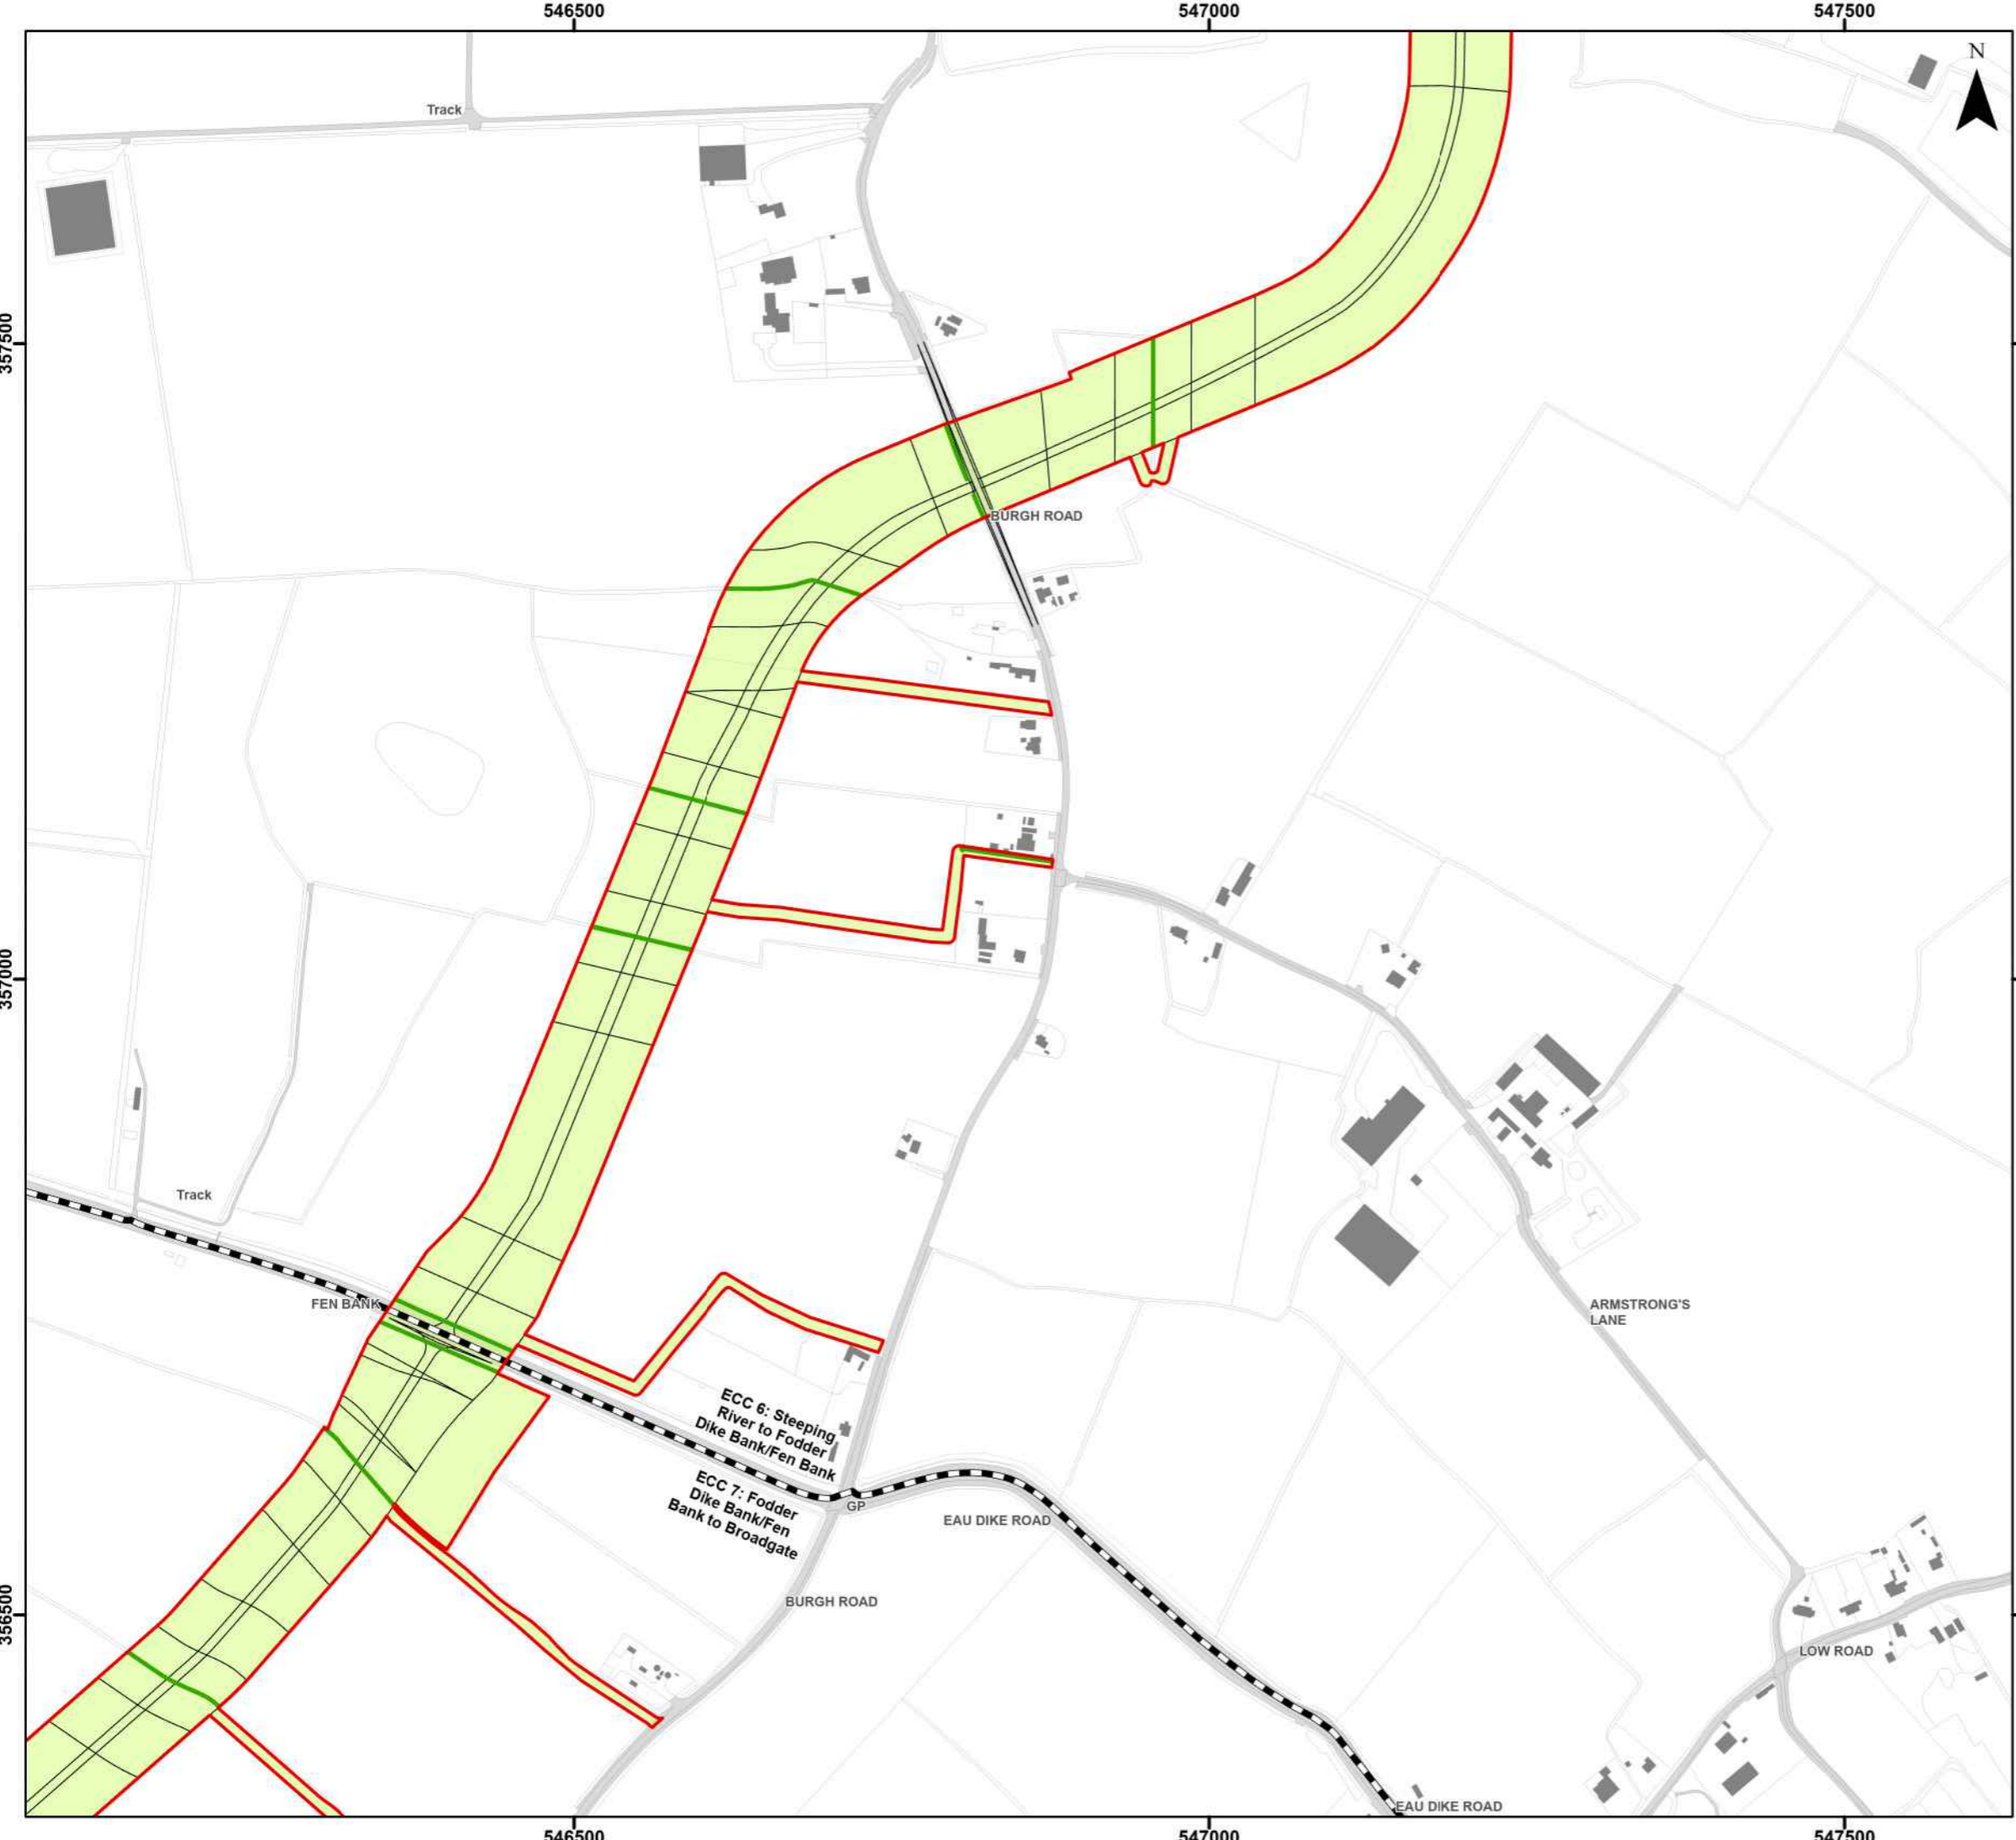 546500
547000
547500
N
Track
357500
BURGH ROAD
357000
Track
FEN BANK
ARMSTRONG'S
LANE
ECC 6: Steeping
River to Fodder
Dike Bank/Fen Bank
ECC 7: Fodder
Dike Bank/Fen
Bank to Broadgate
GP
EAU DIKE ROAD
BURGH ROAD
356500
LOW ROAD
EAU DIKE ROAD
546500
547000
547500